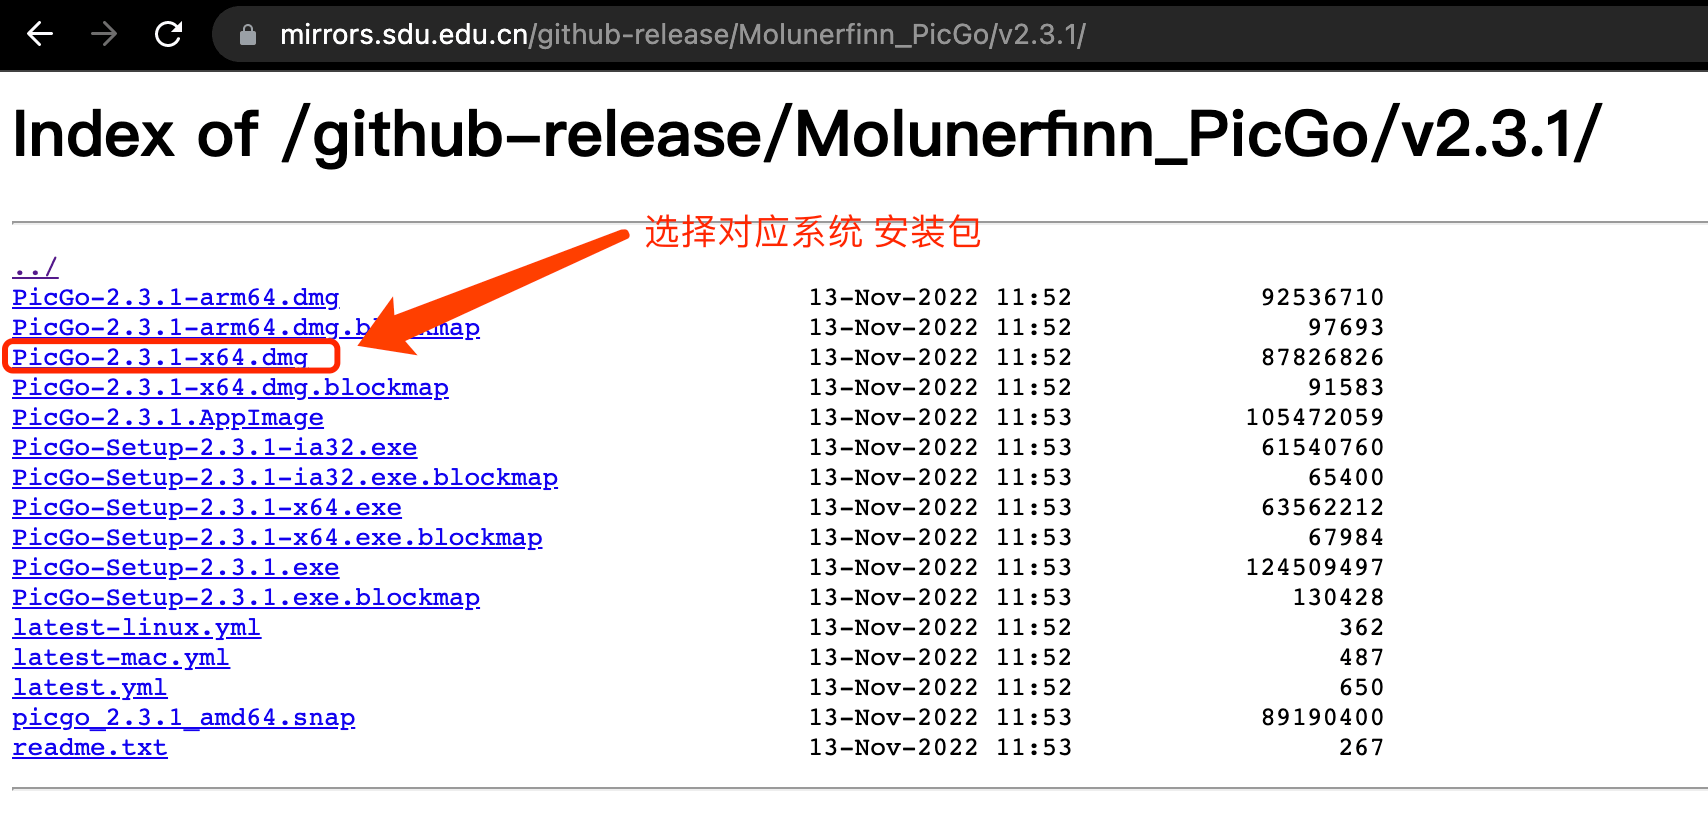 mirrors.sdu.edu.cn/github-release/Molunerfinn_PicGo/v2.3.1/
Index of /github-release/Molunerfinn_PicGo/v2.3.1/
选择对应系统 安装包
../
PicGo-2.3.1-arm64.dmg 13-Nov-2022 11:52 92536710
PicGo-2.3.1-arm64.dmg.blockmap 13-Nov-2022 11:52 97693
PicGo-2.3.1-x64.dmg 13-Nov-2022 11:52 87826826
PicGo-2.3.1-x64.dmg.blockmap 13-Nov-2022 11:52 91583
PicGo-2.3.1.AppImage 13-Nov-2022 11:53 105472059
PicGo-Setup-2.3.1-ia32.exe 13-Nov-2022 11:53 61540760
PicGo-Setup-2.3.1-ia32.exe.blockmap 13-Nov-2022 11:53 65400
PicGo-Setup-2.3.1-x64.exe 13-Nov-2022 11:53 63562212
PicGo-Setup-2.3.1-x64.exe.blockmap 13-Nov-2022 11:53 67984
PicGo-Setup-2.3.1.exe 13-Nov-2022 11:53 124509497
PicGo-Setup-2.3.1.exe.blockmap 13-Nov-2022 11:53 130428
latest-linux.yml 13-Nov-2022 11:52 362
latest-mac.yml 13-Nov-2022 11:52 487
latest.yml 13-Nov-2022 11:52 650
picgo_2.3.1_amd64.snap 13-Nov-2022 11:53 89190400
readme.txt 13-Nov-2022 11:53 267